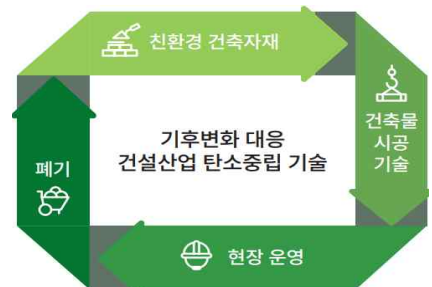 친환경 건축자재
건축물
시공
기술
기후변화 대응
건설산업 탄소중립 기술
폐기
현장 운영